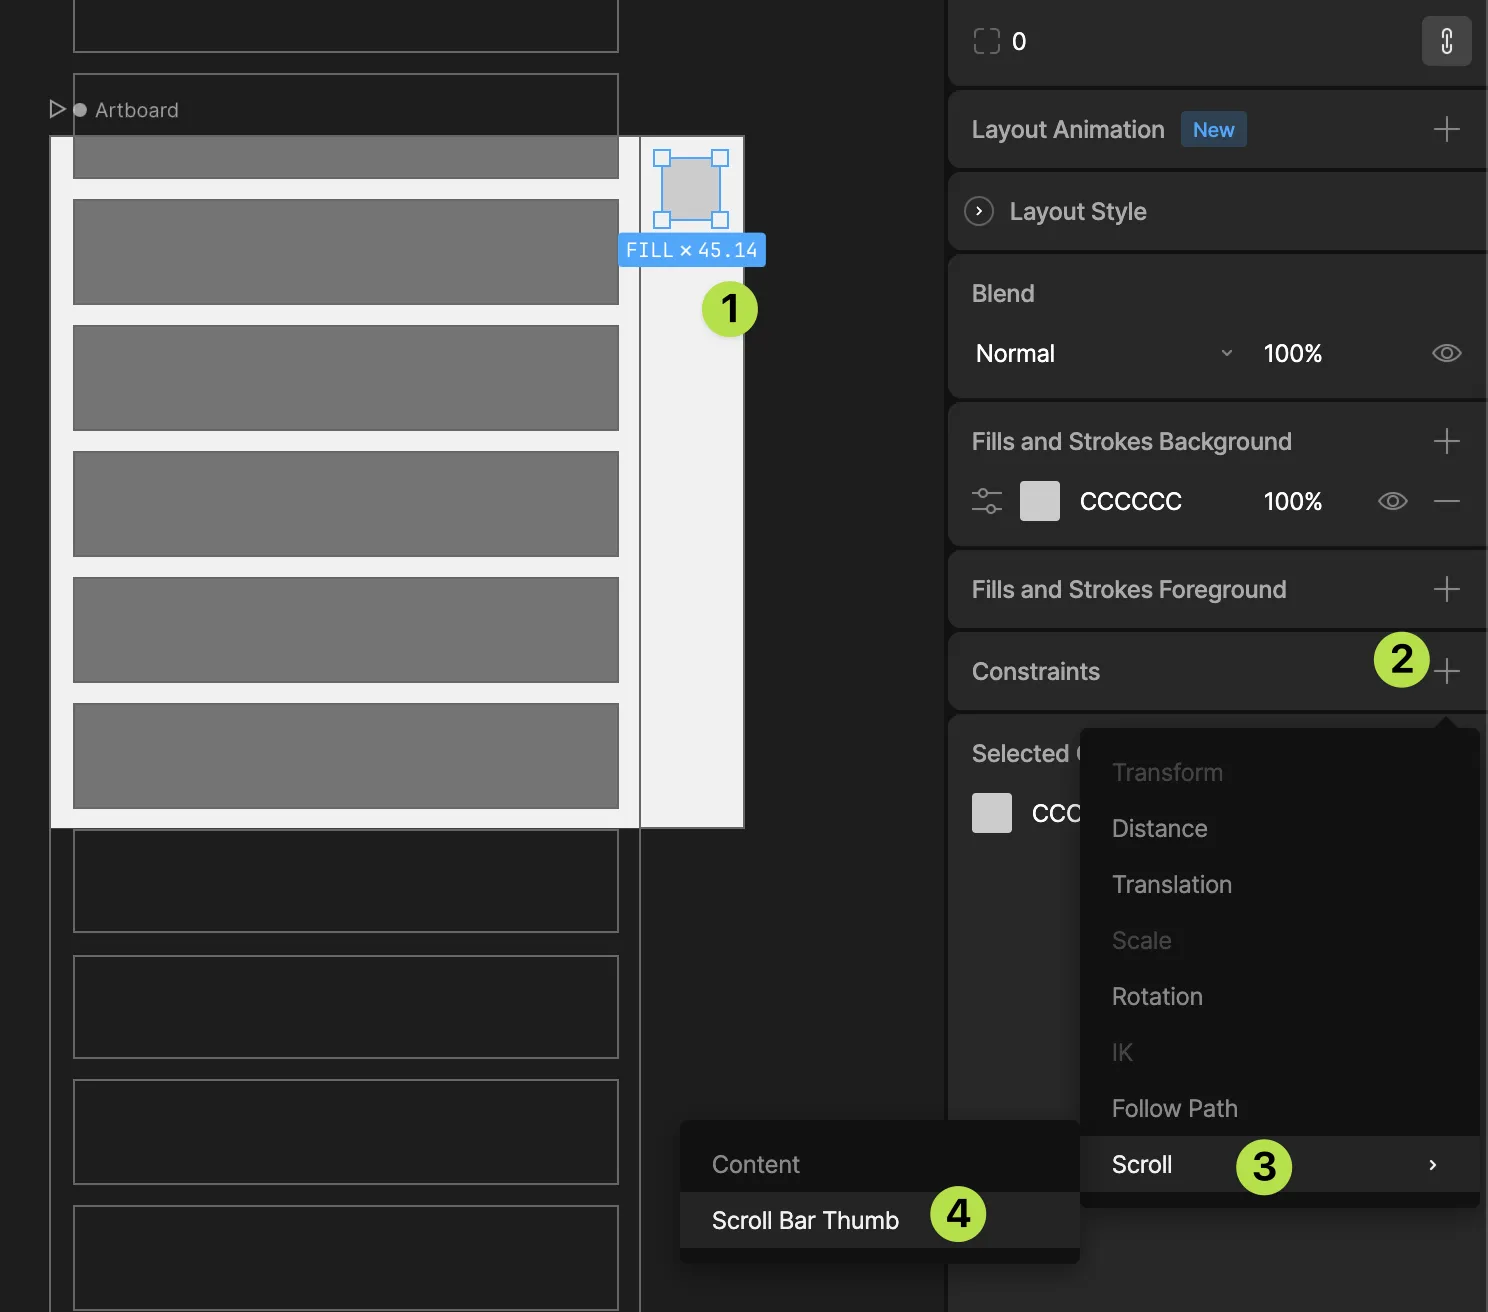 0
Artboard
Layout Animation New
Layout Style
FILL × 45.14
1
Blend
Normal 100%
Fills and Strokes Background
CCCCCC 100%
Fills and Strokes Foreground
Constraints 2
Selected
Transform
Distance
Translation
Scale
Rotation
IK
Follow Path
Scroll 3
Content
Scroll Bar Thumb 4